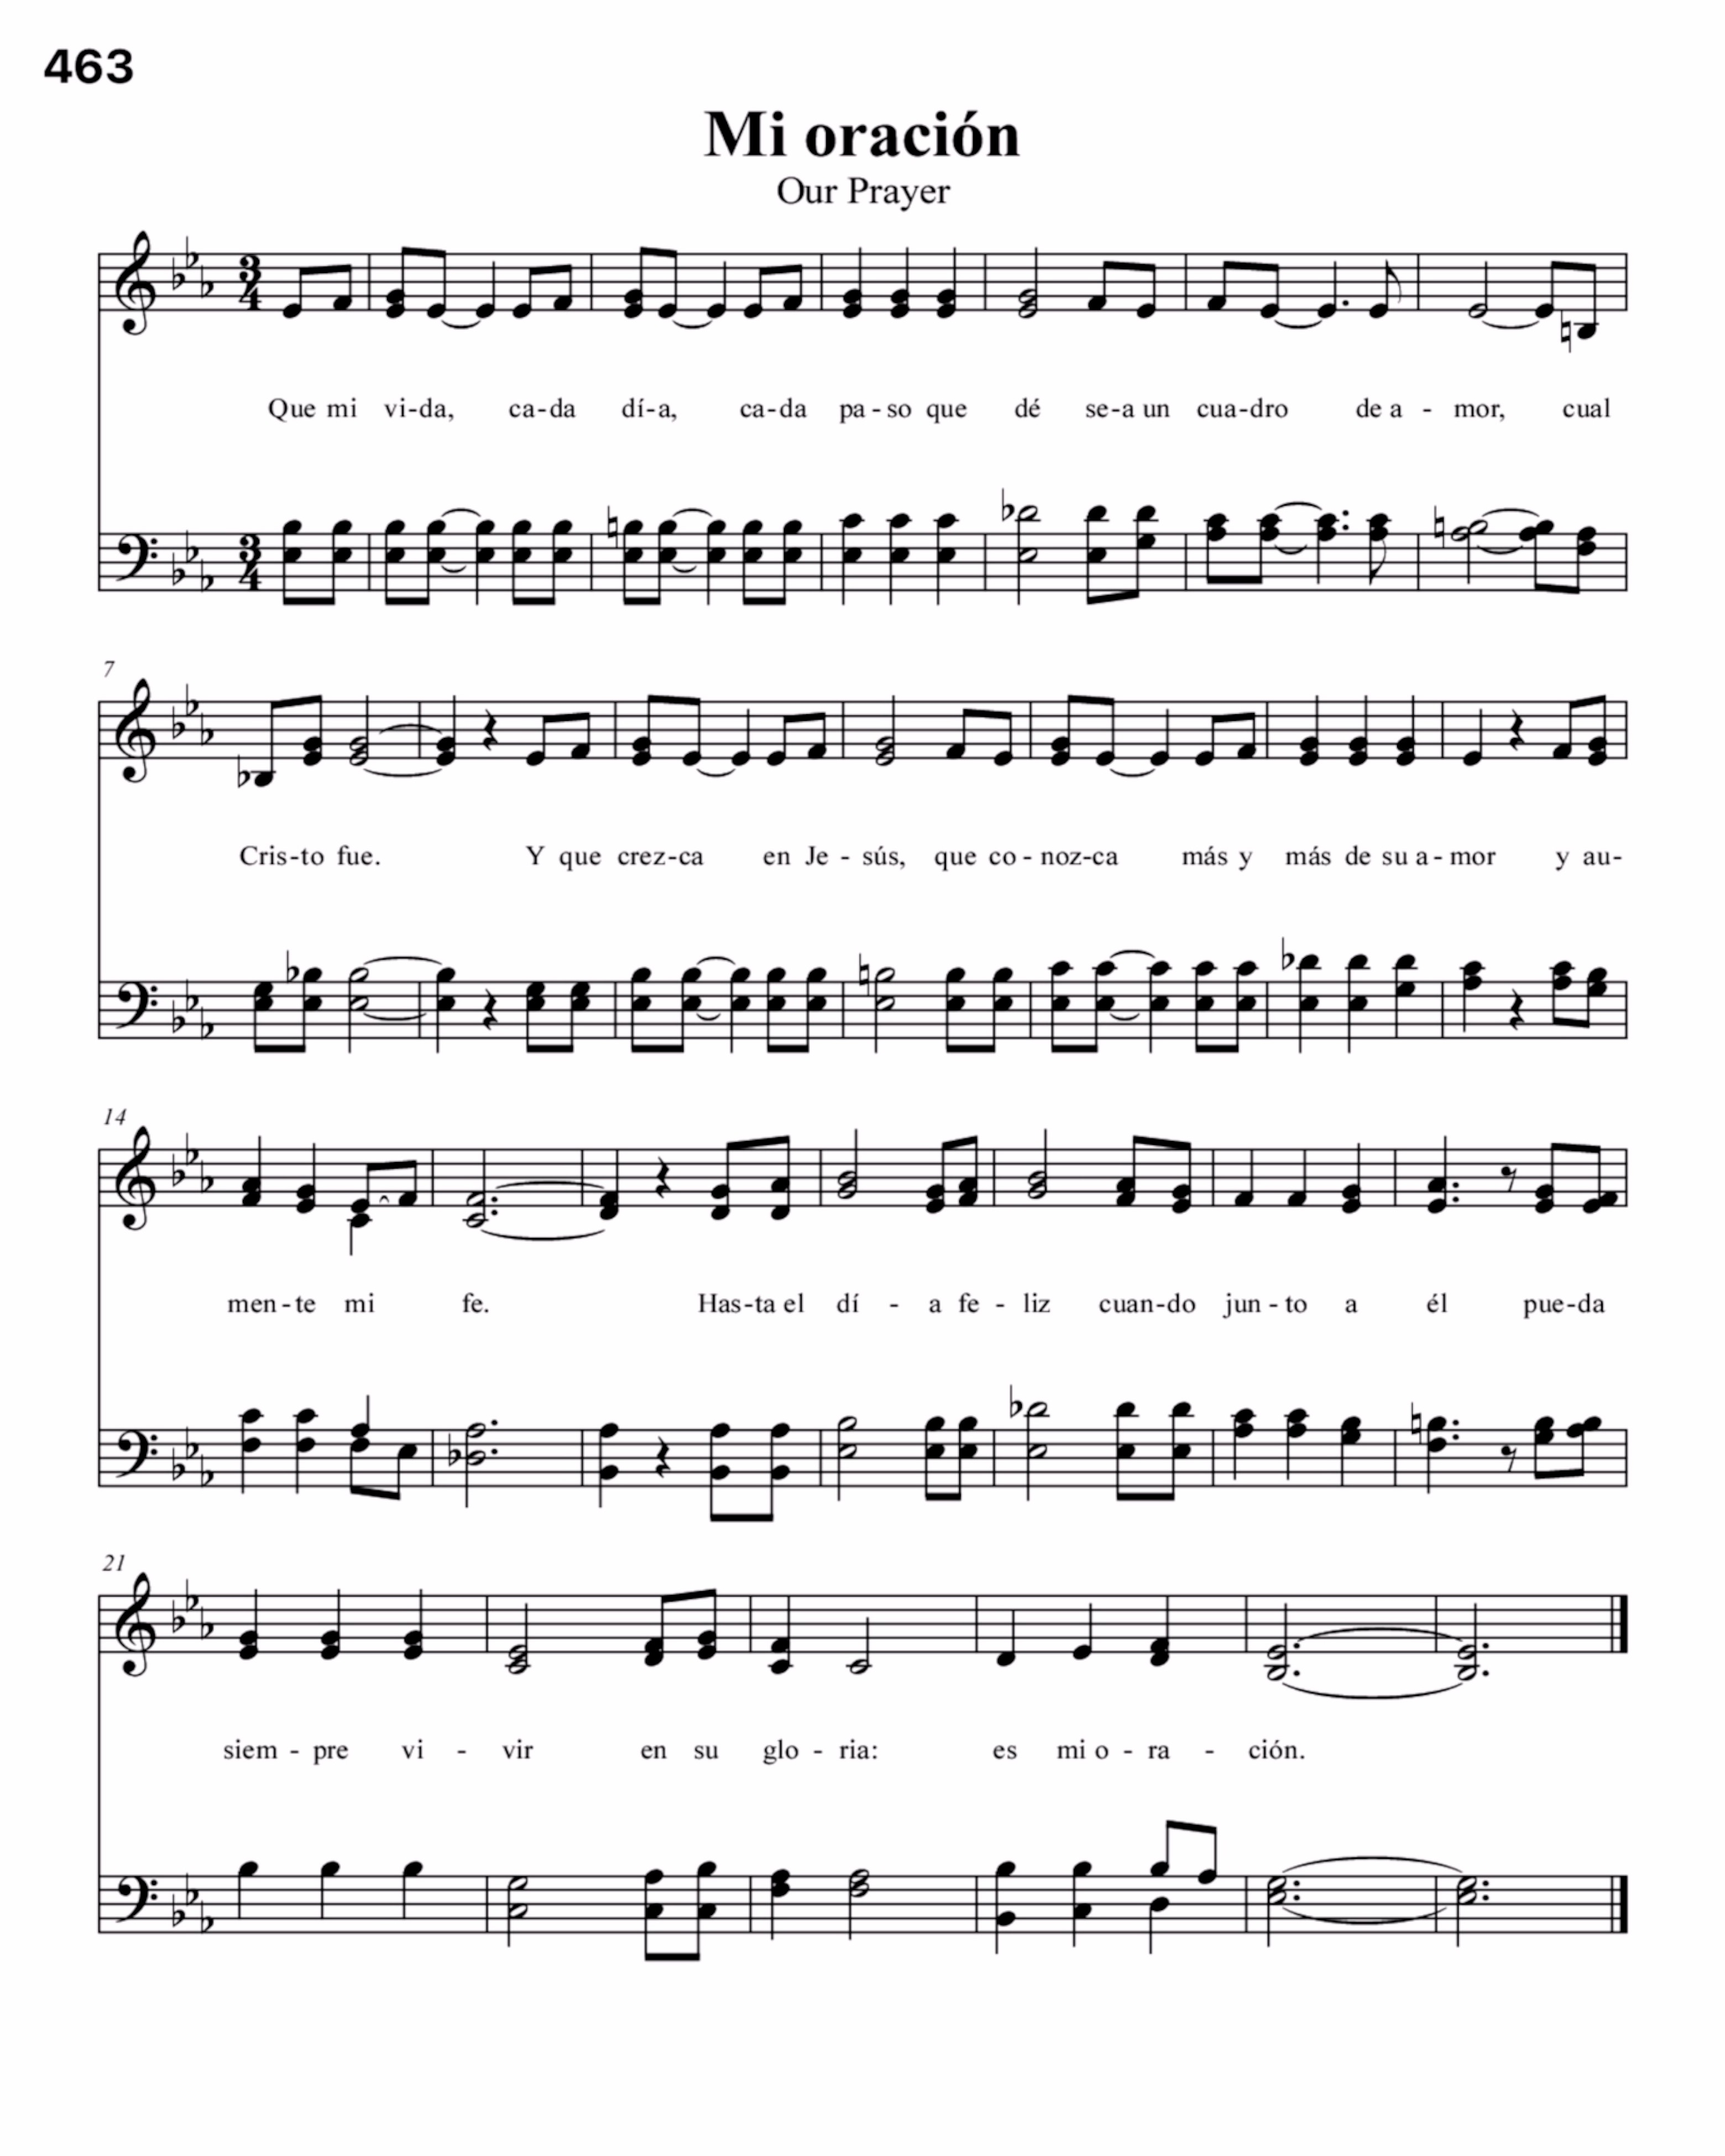 463
Mi oración
Our Prayer
Que mi vi-da, ca-da dí-a, ca-da pa-so que dé se-a un cua-dro de a - mor, cual
7
Cris-to fue. Y que crez-ca en Je - sús, que co - noz-ca más y más de su a - mor y au-
14
men - te mi fe. Has-ta el dí - a fe - liz cuan-do jun - to a él pue-da
21
siem - pre vi - vir en su glo - ria: es mi o - ra - ción.